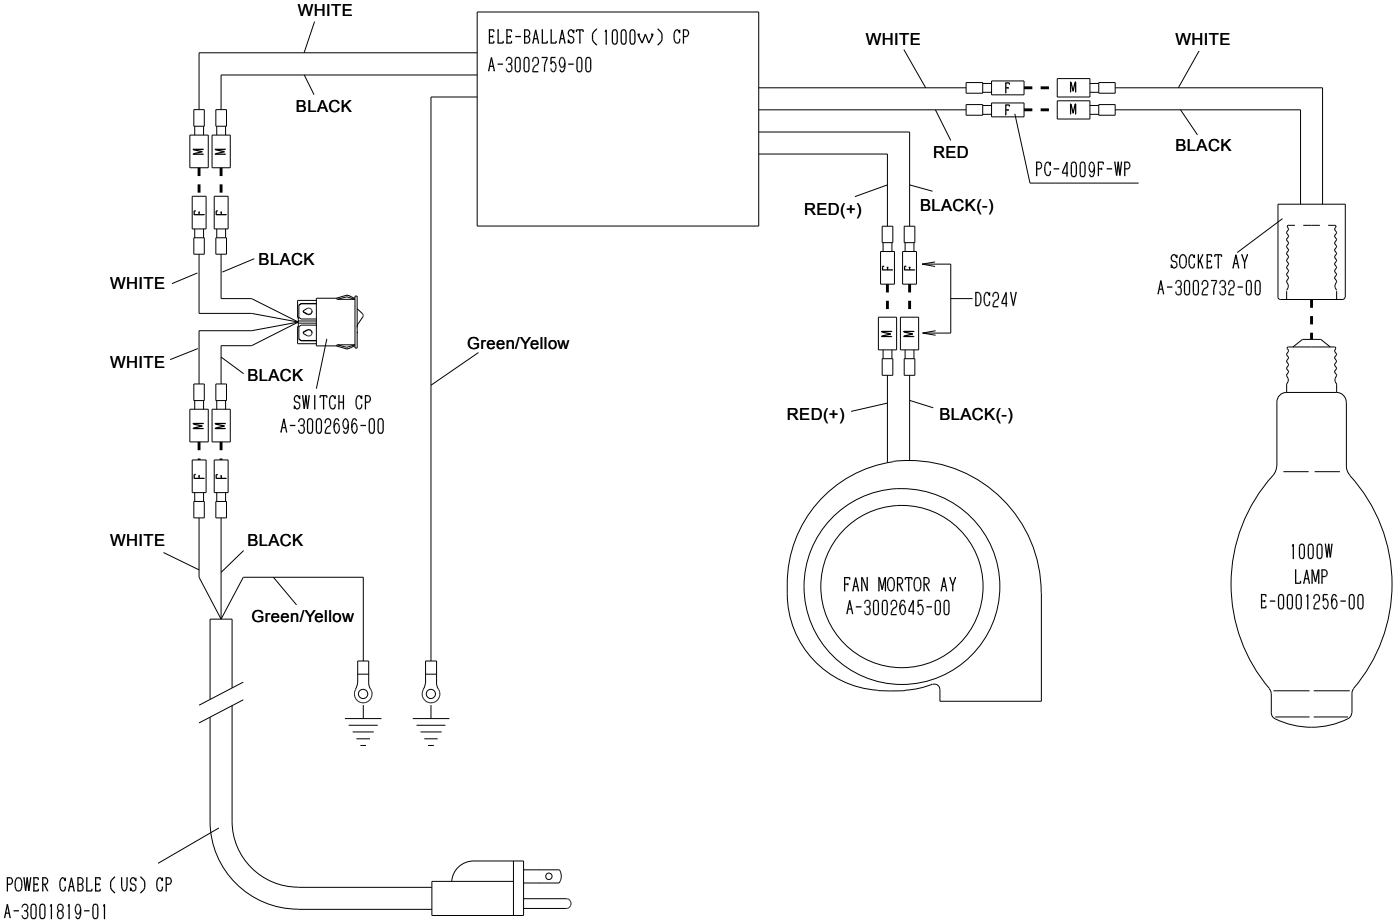 WHITE
ELE-BALLAST (1000w) CP
A-3002759-00
BLACK
WHITE
WHITE
F
M
F
M
RED
BLACK
PC-4009F-WP
M
M
F
F
RED(+)
BLACK(-)
WHITE
BLACK
F
F
DC24V
M
M
SOCKET AY
A-3002732-00
WHITE
BLACK
SWITCH CP
A-3002696-00
Green/Yellow
M
M
F
F
RED(+)
BLACK(-)
WHITE
BLACK
Green/Yellow
FAN MORTOR AY
A-3002645-00
1000W
LAMP
E-0001256-00
POWER CABLE (US) CP
A-3001819-01